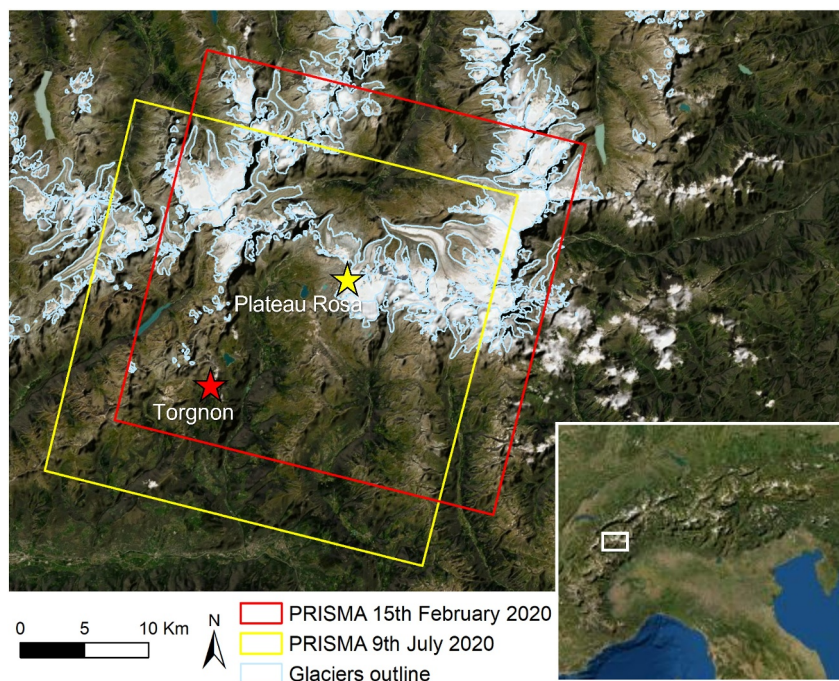 Plateau Rosa
Torgnon
0 5 10 Km
N
PRISMA 15th February 2020
PRISMA 9th July 2020
Glaciers outline